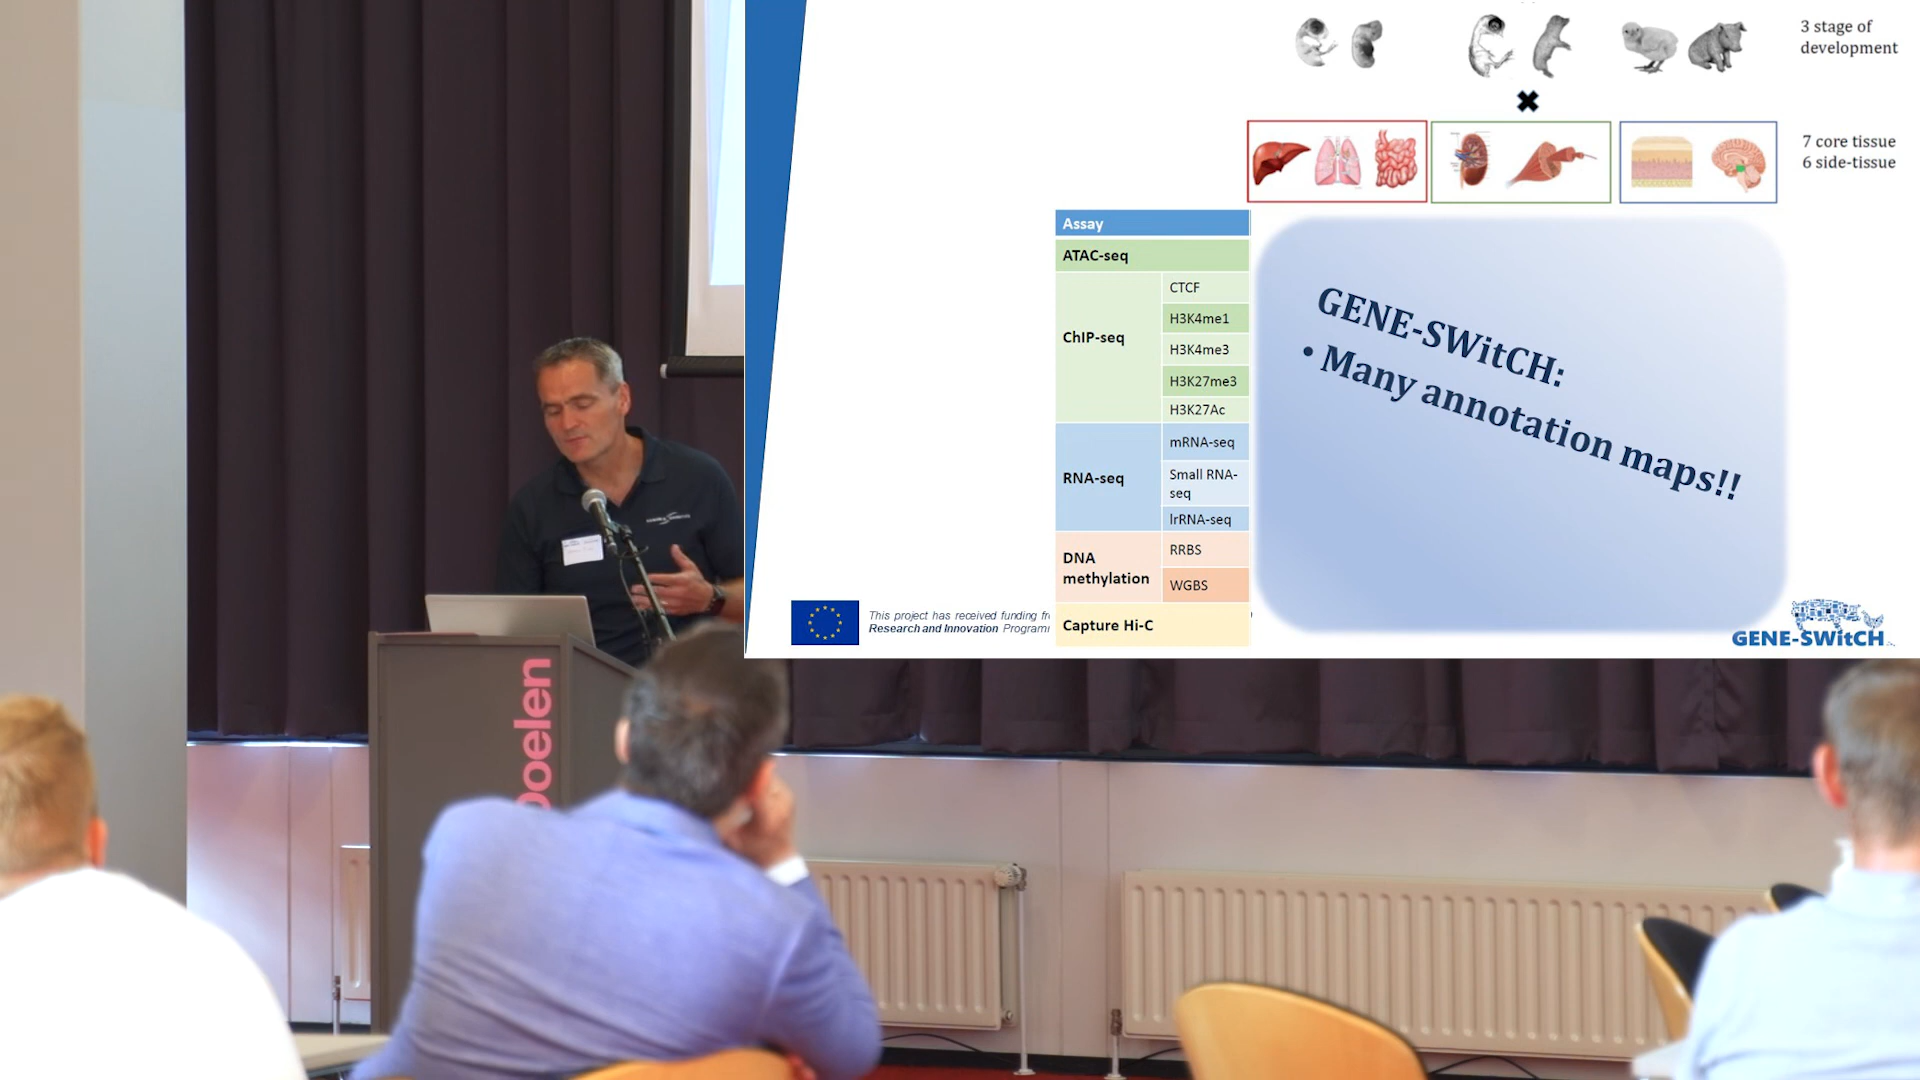 3 stage of
development
7 core tissue
6 side-tissue
Assay
ATAC-seq
ChIP-seq
CTCF
H3K4me1
H3K4me3
H3K27me3
H3K27Ac
RNA-seq
mRNA-seq
Small RNA-
seq
lrRNA-seq
DNA
methylation
RRBS
WGBS
Capture Hi-C
GENE-SWitCH:
• Many annotation maps!!
This project has received funding
Research and Innovation
GENE-SWitCH
Doelen